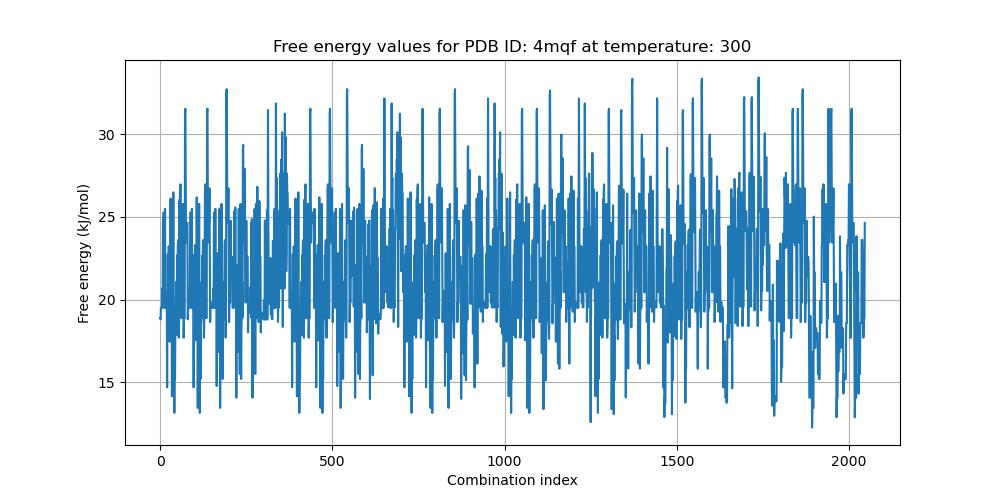 Free energy values for PDB ID: 4mqf at temperature: 300
Free energy (kJ/mol)
30
25
20
15
0 500 1000 1500 2000
Combination index